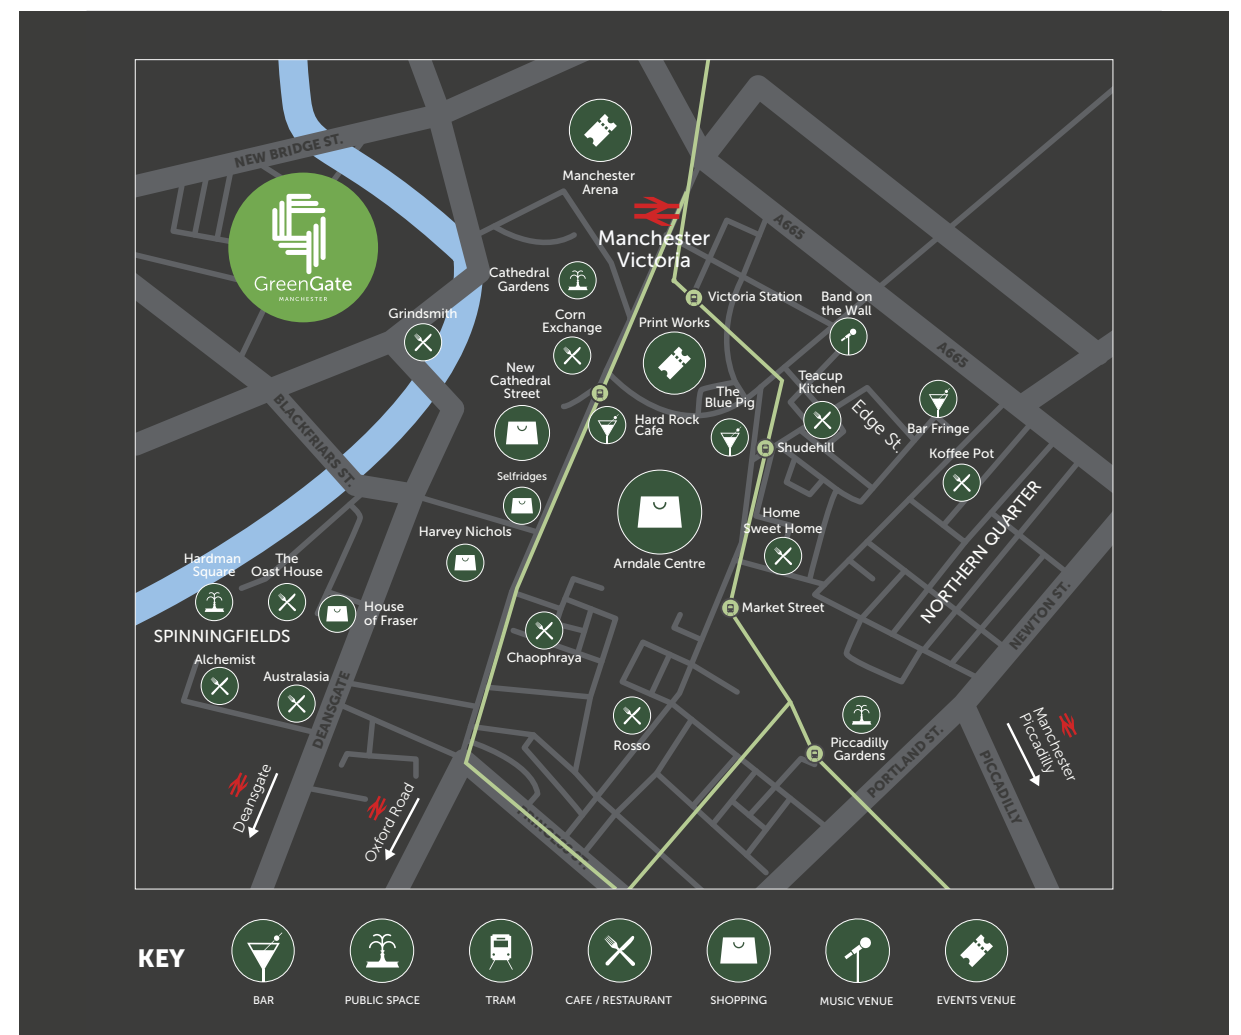 NEW BRIDGE ST.
Manchester
Arena
GreenGate
MANCHESTER
Manchester
Victoria
A665
Cathedral
Gardens
Victoria Station
Band on
the Wall
Grindsmith
Corn
Exchange
Print Works
A665
New
Cathedral
Street
Teacup
Kitchen
The
Blue Pig
BLACKFRIARS ST.
Hard Rock
Cafe
Edge St.
Bar Fringe
Shudehill
Koffee Pot
Selfridges
Harvey Nichols
Home
Sweet Home
NORTHERN QUARTER
Arndale Centre
Hardman
Square
The
Oast House
House
of Fraser
Market Street
NEWTON ST.
SPINNINGFIELDS
Chaophraya
Alchemist
Australasia
DEANSGATE
Rosso
Piccadilly
Gardens
Manchester
Piccadilly
PORTLAND ST.
PICCADILLY
Deansgate
Oxford Road
KEY
BAR
PUBLIC SPACE
TRAM
CAFE / RESTAURANT
SHOPPING
MUSIC VENUE
EVENTS VENUE